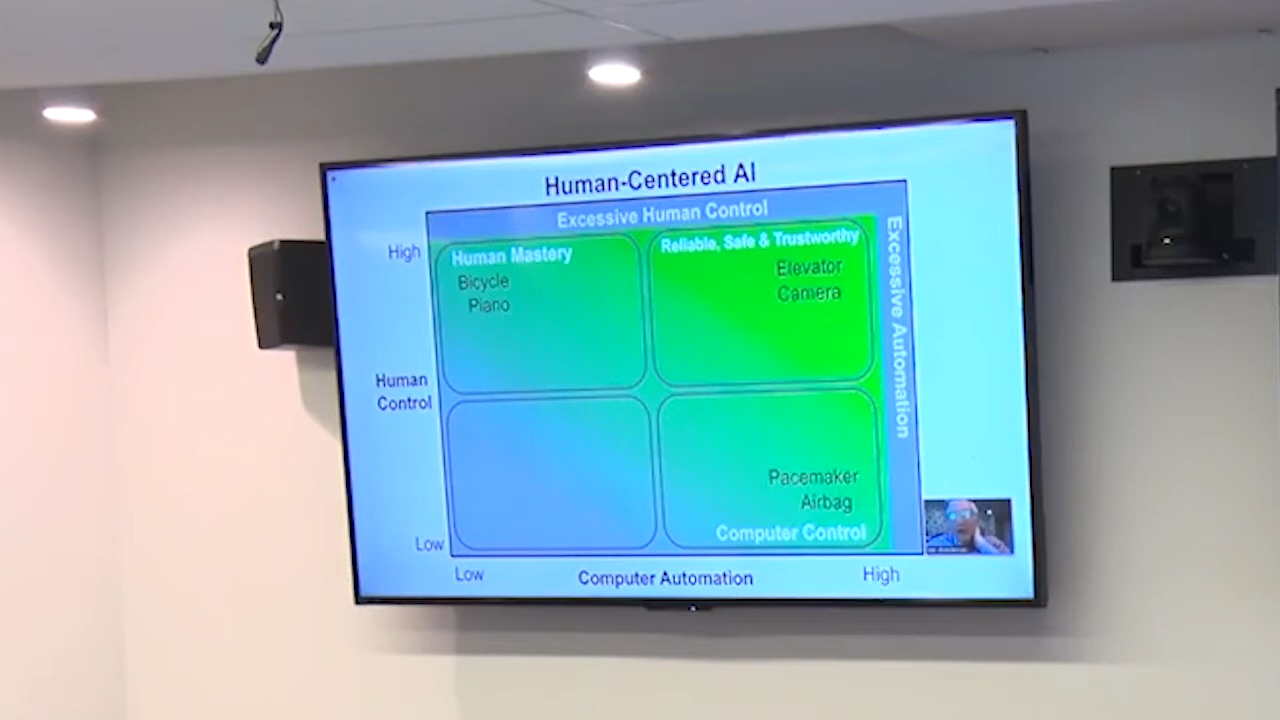 Human-Centered AI
Excessive Human Control
Excessive Automation
High
Human Mastery
Bicycle
Piano
Reliable, Safe & Trustworthy
Elevator
Camera
Human
Control
Pacemaker
Airbag
Computer Control
Low
Low
Computer Automation
High